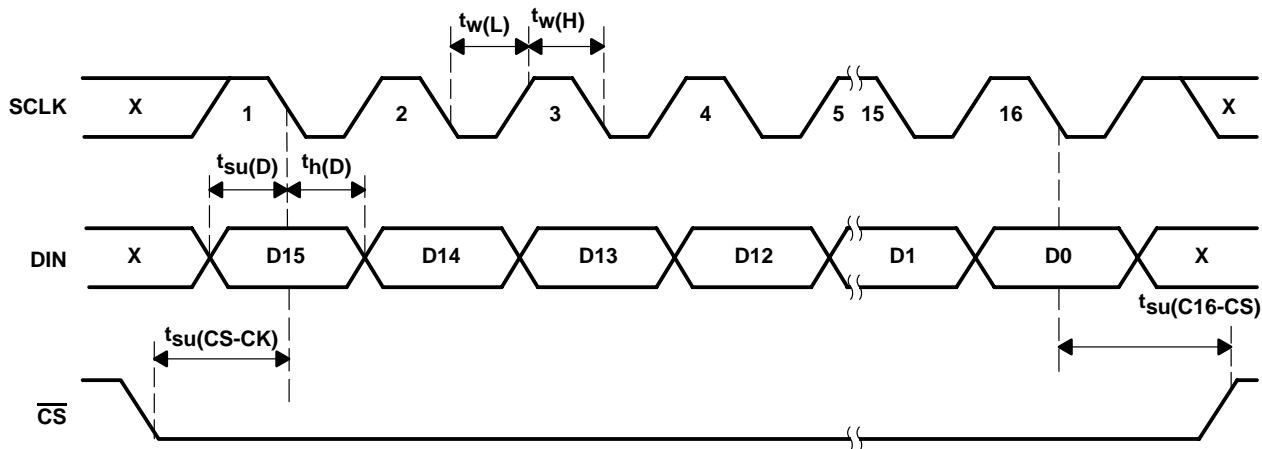 tw(L) tw(H)
SCLK X 1 2 3 4 5 15 16 X
tsu(D) th(D)
DIN X D15 D14 D13 D12 D1 D0 X
tsu(C16-CS)
tsu(CS-CK)
CS